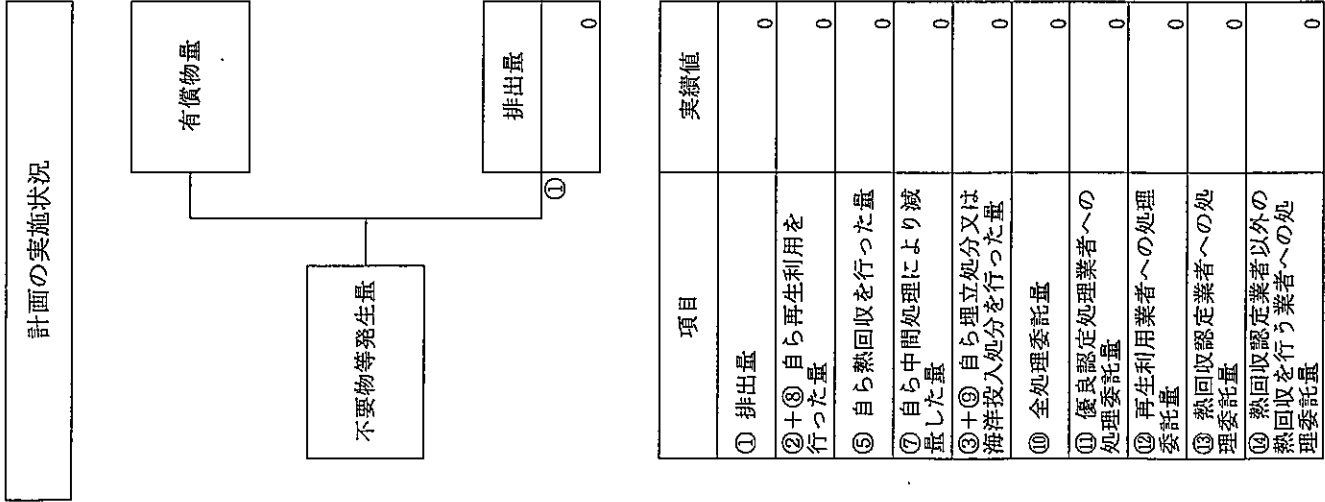 計画の実施状況
有償物量
不要物等発生量
排出量
①
0
項目
実績値
① 排出量
0
②+⑧ 自ら再生利用を
行った量
0
⑤ 自ら熱回収を行った量
0
⑦ 自ら中間処理により減
量した量
0
③+⑨ 自ら埋立処分又は
海洋投入処分を行った量
0
⑩ 全処理委託量
0
⑪ 優良認定処理業者への
処理委託量
0
⑫ 再生利用業者への処理
委託量
0
⑬ 熱回収認定業者への処
理委託量
0
⑭ 熱回収認定業者以外の
熱回収を行う業者への処
理委託量
0